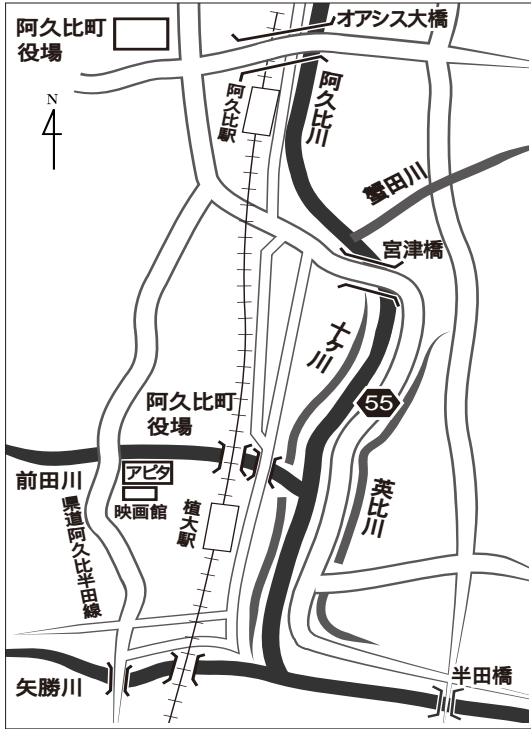 阿久比町
役場
オアシス大橋
N
阿久比駅
阿久比川
蟹田川
宮津橋
十ケ川
55
阿久比町
役場
前田川
アピタ
映画館
植大駅
英比川
県道阿久比半田線
矢勝川
半田橋